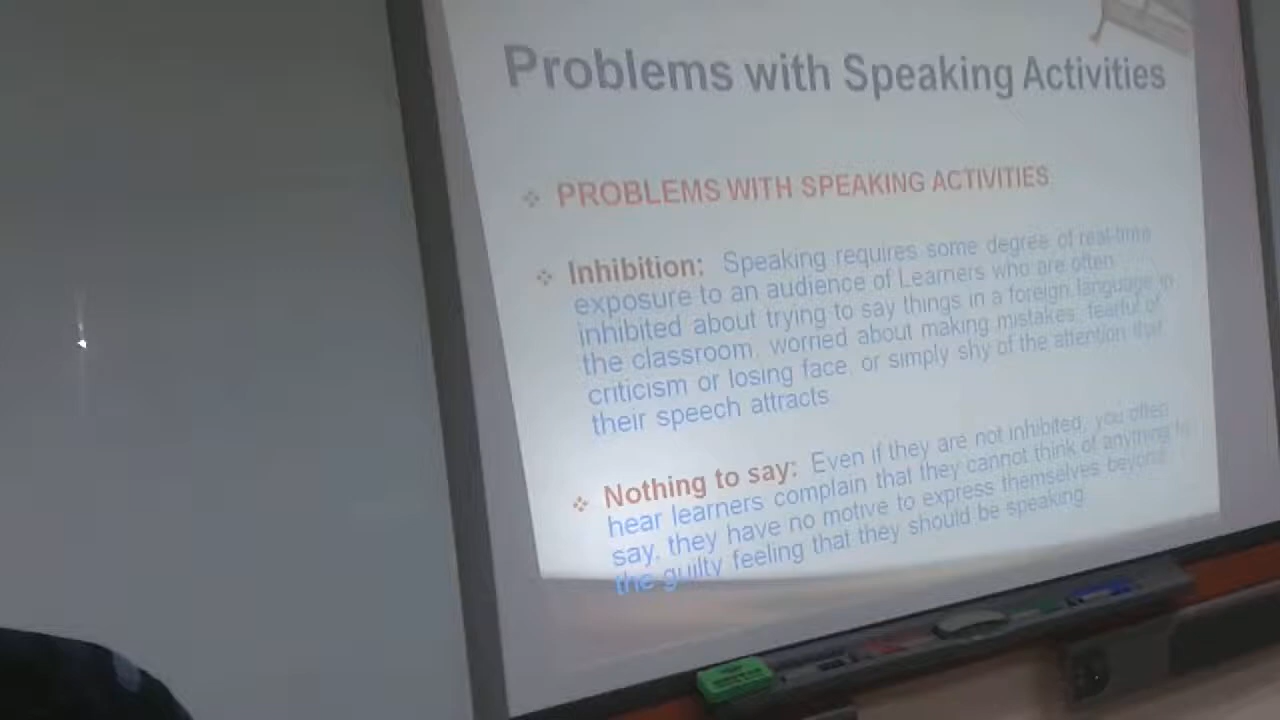 Problems with Speaking Activities
PROBLEMS WITH SPEAKING ACTIVITIES
Inhibition: Speaking requires some degree of real-time
exposure to an audience of Learners who are often
inhibited about trying to say things in a foreign language in
the classroom, worried about making mistakes, fearful of
criticism or losing face, or simply shy of the attention that
their speech attracts
Nothing to say: Even if they are not inhibited, you often
hear learners complain that they cannot think of anything to
say, they have no motive to express themselves beyond
the guilty feeling that they should be speaking